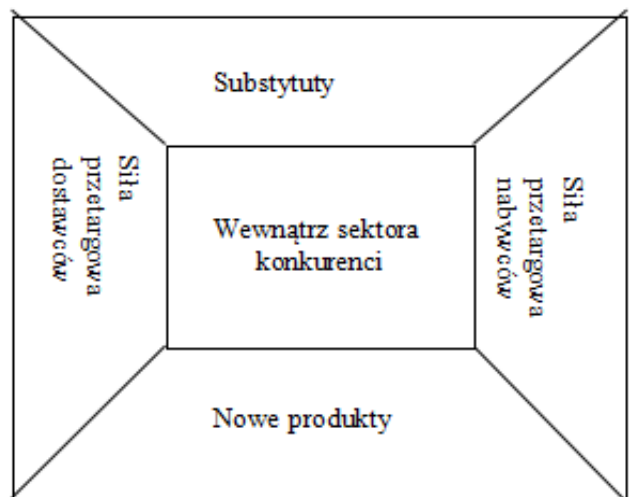 Substytuty
Siła
przetargowa
dostawców
Wewnątrz sektora
konkurenci
Siła
przetargowa
nabywców
Nowe produkty